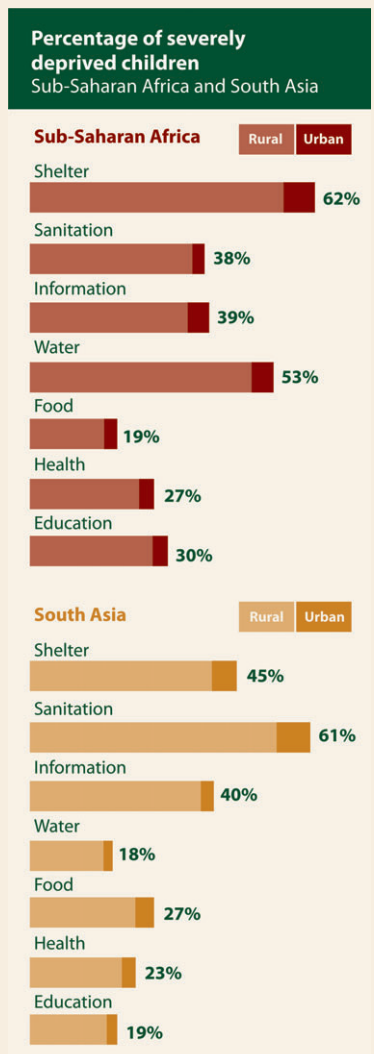 Percentage of severely
deprived children
Sub-Saharan Africa and South Asia
Sub-Saharan Africa Rural Urban
Shelter
62%
Sanitation
38%
Information
39%
Water
53%
Food
19%
Health
27%
Education
30%
South Asia Rural Urban
Shelter
45%
Sanitation
61%
Information
40%
Water
18%
Food
27%
Health
23%
Education
19%